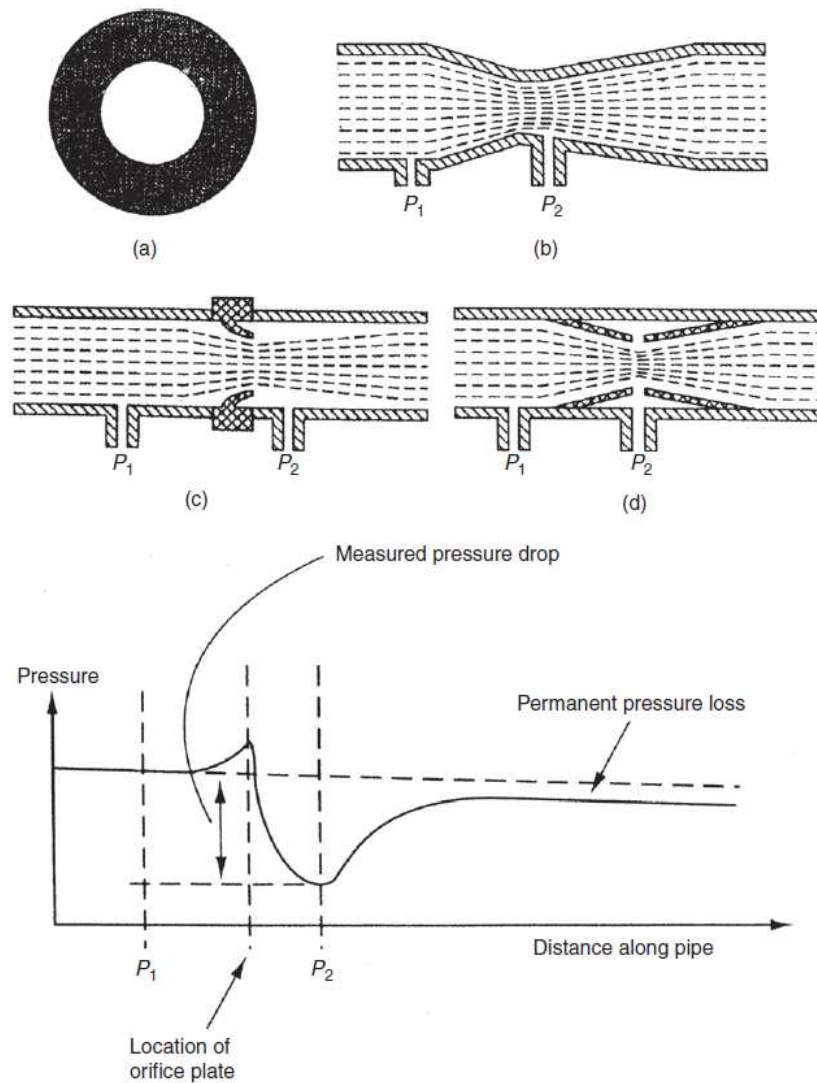 (a)
P1
P2
(b)
P1
P2
(c)
P1
P2
(d)
Measured pressure drop
Pressure
Permanent pressure loss
P1
P2
Distance along pipe
Location of
orifice plate